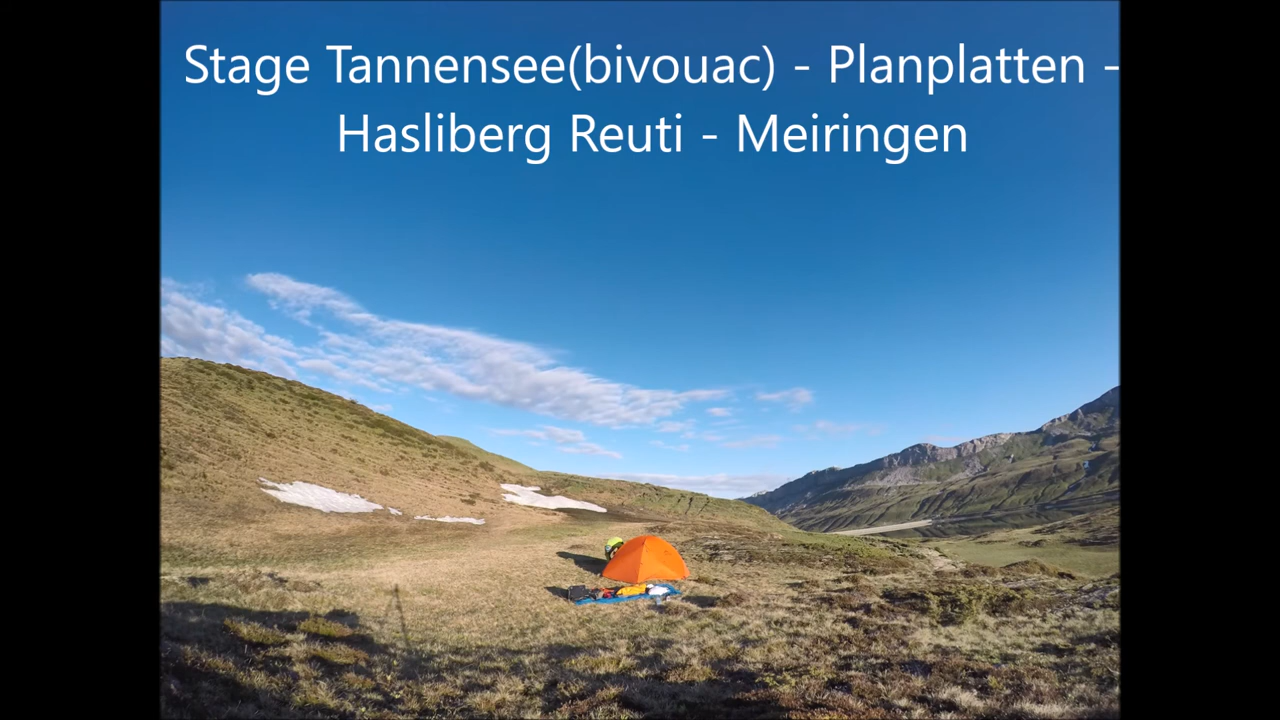 Stage Tannensee(bivouac) - Planplatten -
Hasliberg Reuti - Meiringen